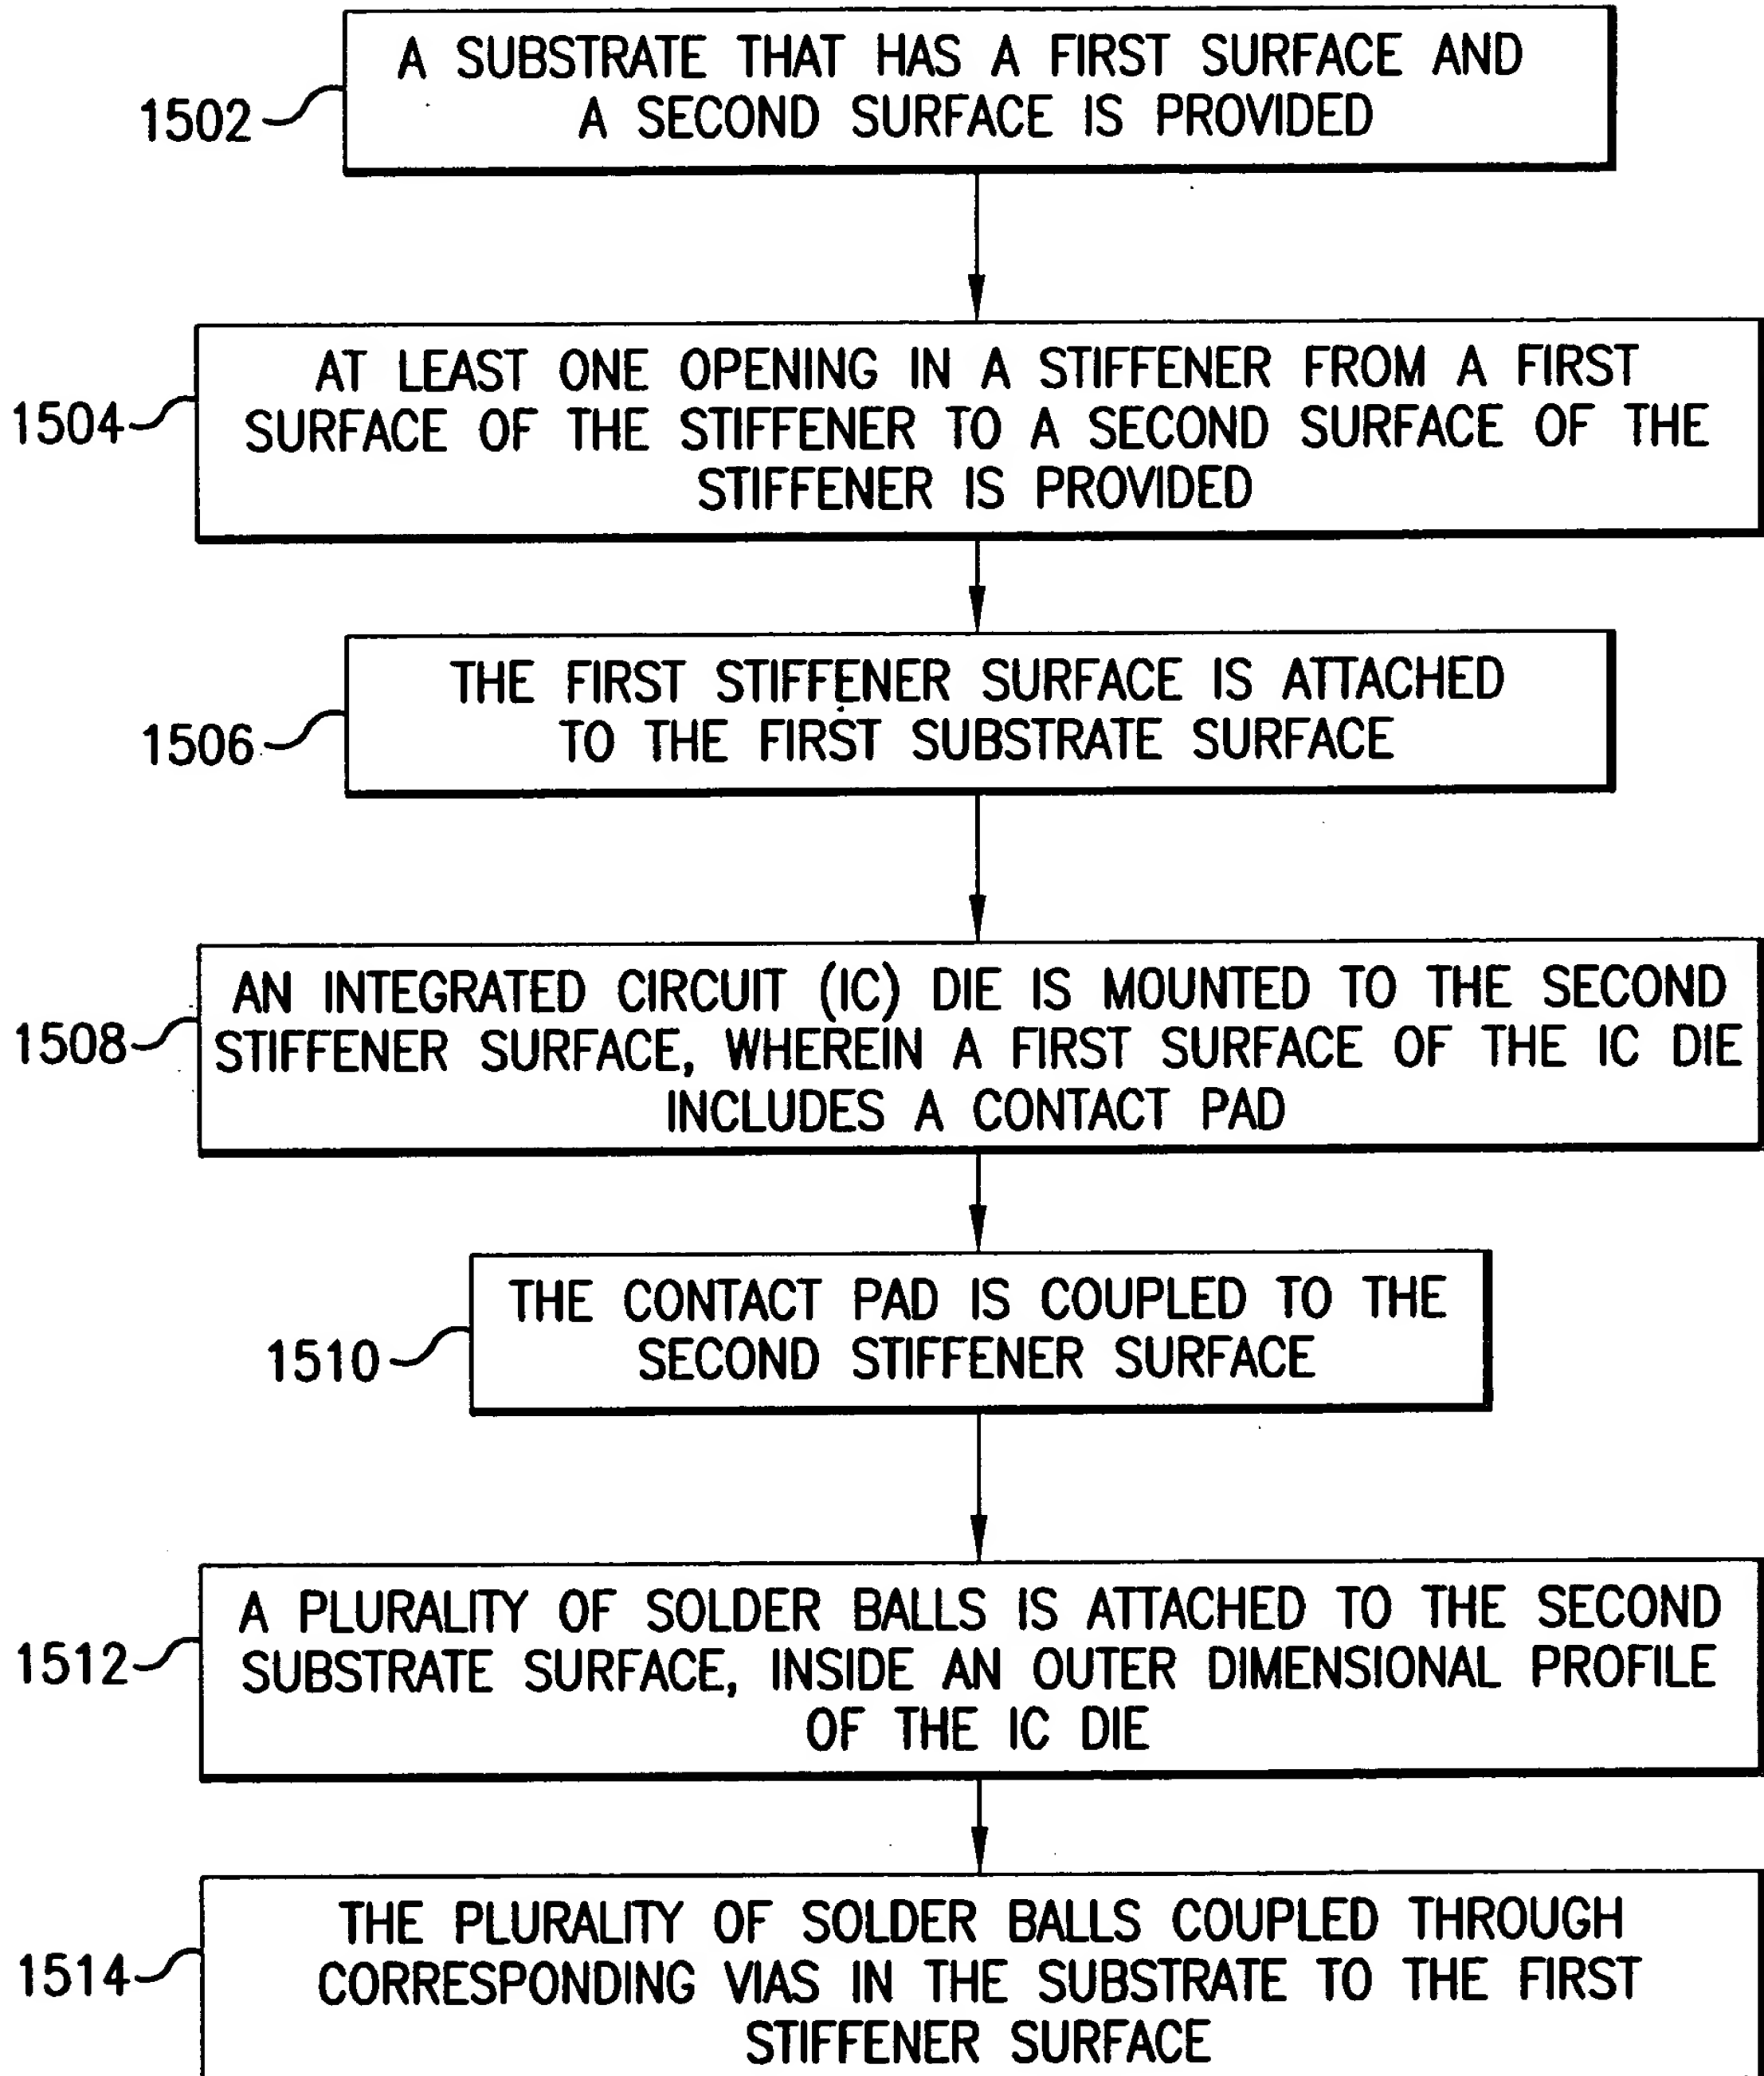 A SUBSTRATE THAT HAS A FIRST SURFACE AND
A SECOND SURFACE IS PROVIDED
1502
AT LEAST ONE OPENING IN A STIFFENER FROM A FIRST
SURFACE OF THE STIFFENER TO A SECOND SURFACE OF THE
STIFFENER IS PROVIDED
1504
THE FIRST STIFFENER SURFACE IS ATTACHED
TO THE FIRST SUBSTRATE SURFACE
1506
AN INTEGRATED CIRCUIT (IC) DIE IS MOUNTED TO THE SECOND
STIFFENER SURFACE, WHEREIN A FIRST SURFACE OF THE IC DIE
INCLUDES A CONTACT PAD
1508
THE CONTACT PAD IS COUPLED TO THE
SECOND STIFFENER SURFACE
1510
A PLURALITY OF SOLDER BALLS IS ATTACHED TO THE SECOND
SUBSTRATE SURFACE, INSIDE AN OUTER DIMENSIONAL PROFILE
OF THE IC DIE
1512
THE PLURALITY OF SOLDER BALLS COUPLED THROUGH
CORRESPONDING VIAS IN THE SUBSTRATE TO THE FIRST
STIFFENER SURFACE
1514